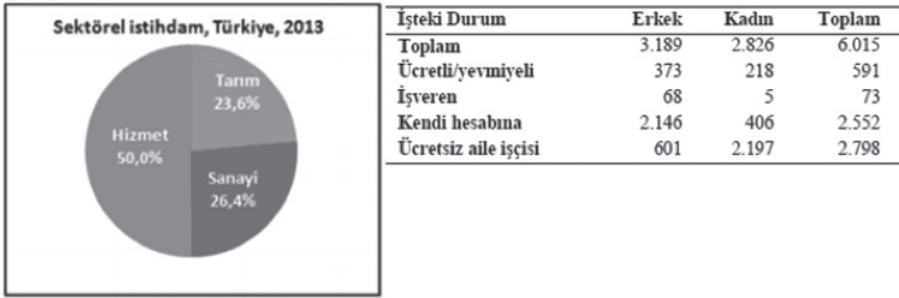 Sektörel istihdam, Türkiye, 2013
Tarım
23,6%
Hizmet
50,0%
Sanayi
26,4%
İşteki Durum Erkek Kadın Toplam
Toplam 3.189 2.826 6.015
Ücretli/yevmiyeli 373 218 591
İşveren 68 5 73
Kendi hesabına 2.146 406 2.552
Ücretsiz aile işçisi 601 2.197 2.798